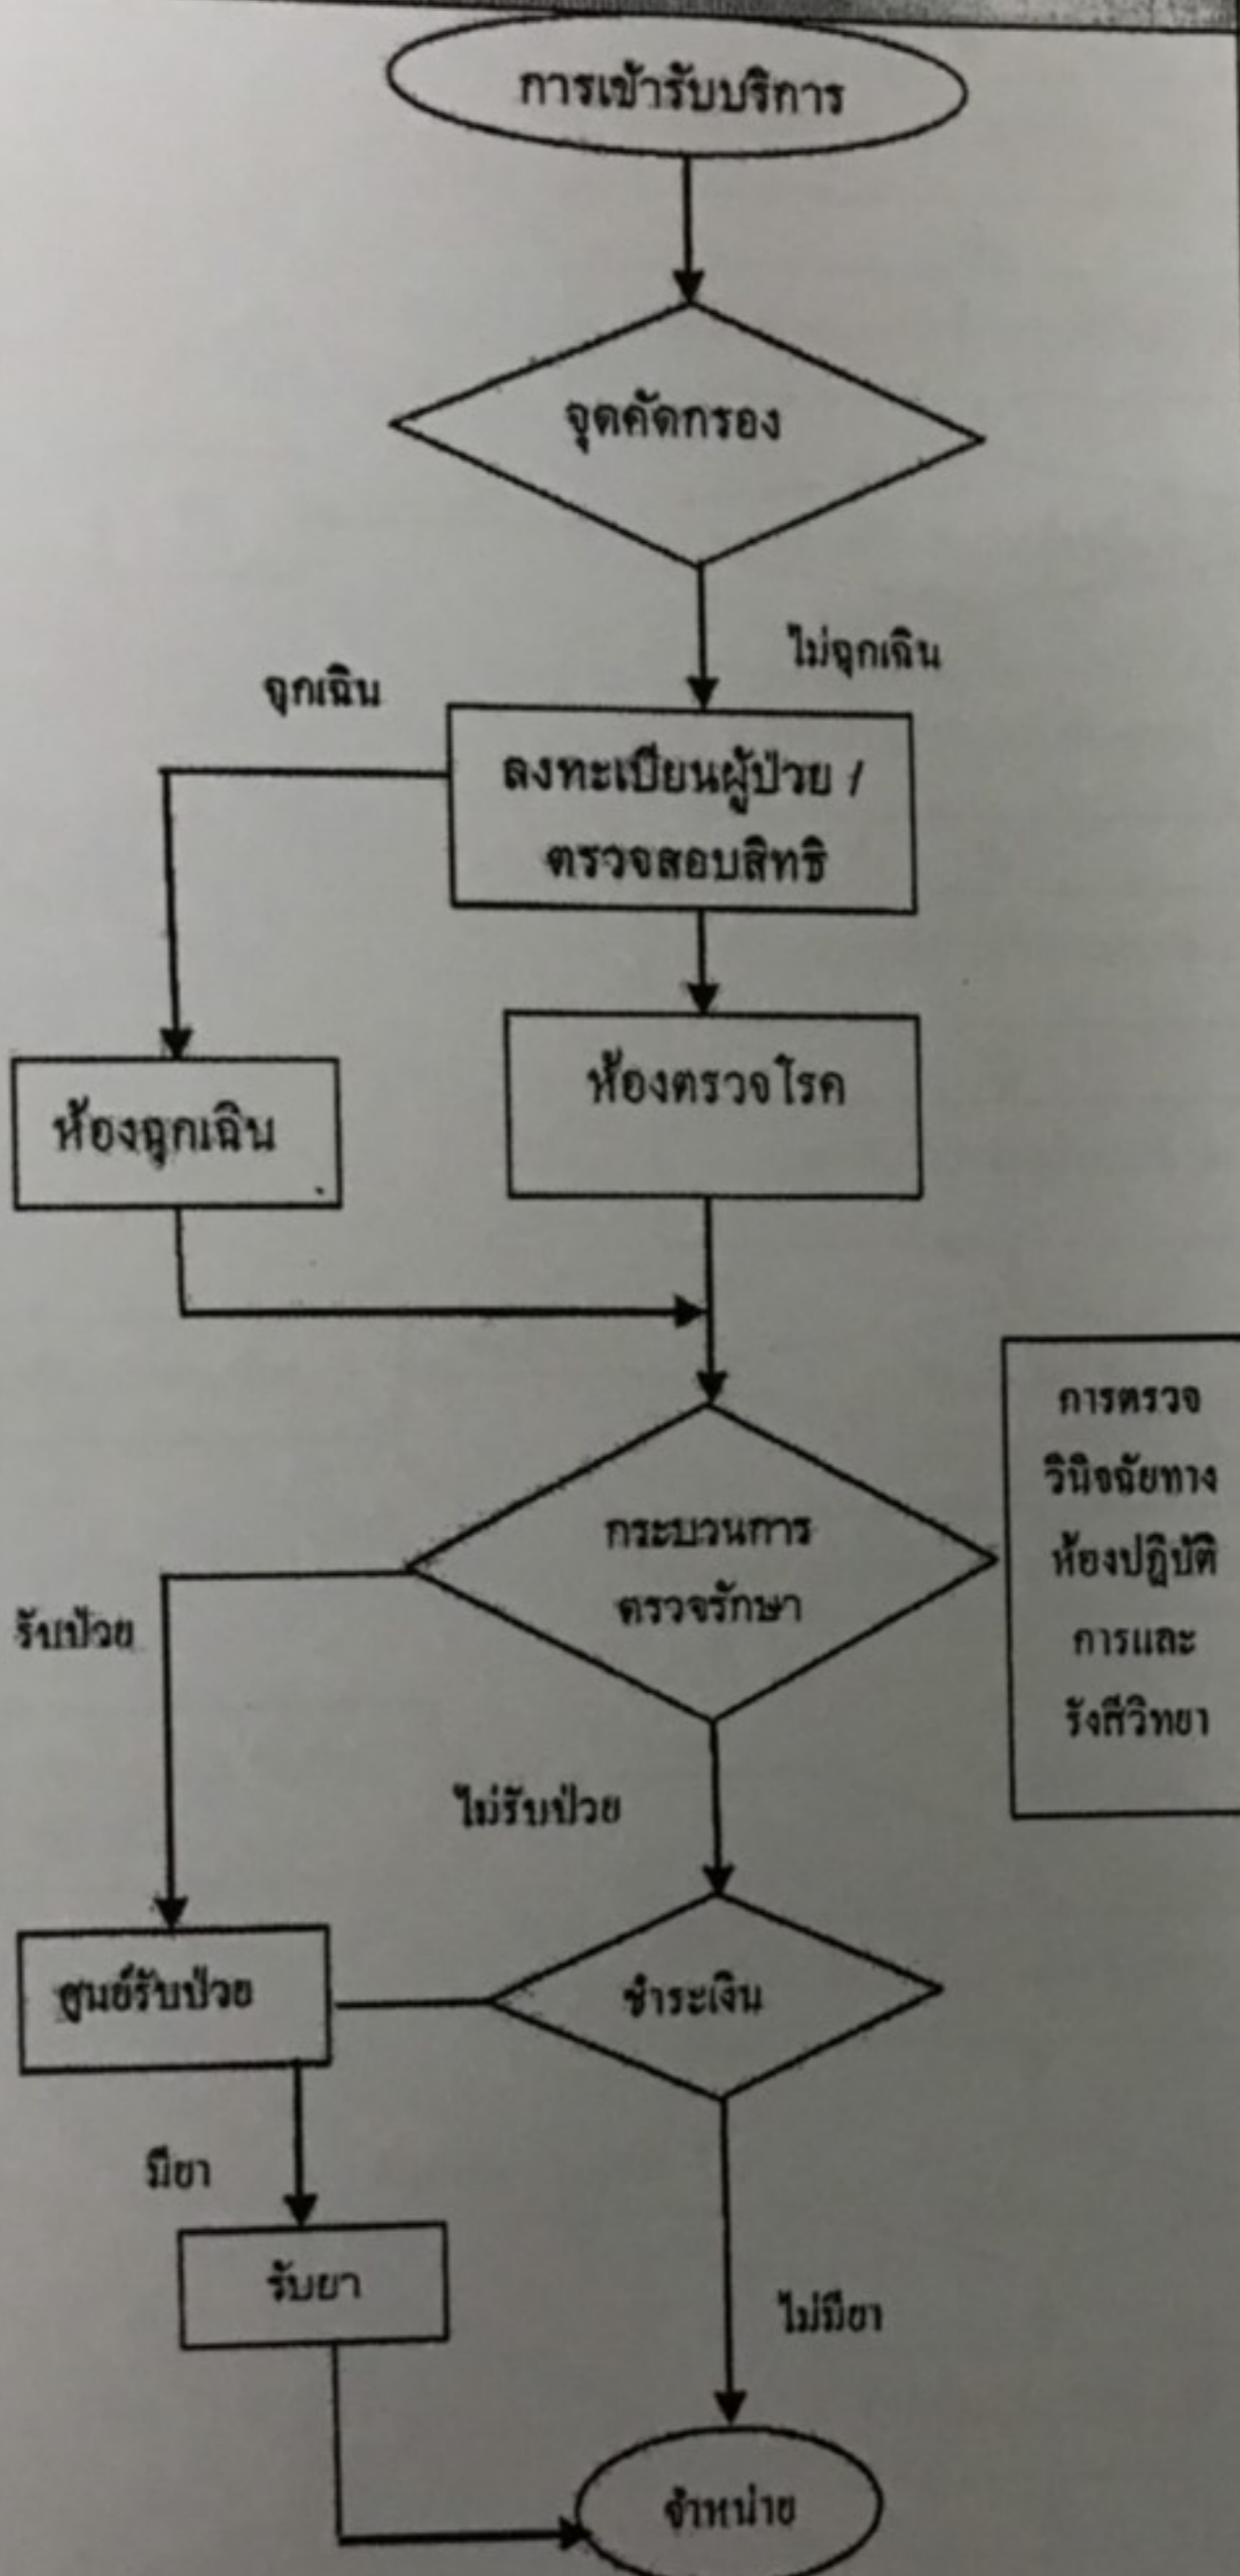 การเข้ารับบริการ
จุดคัดกรอง
ไม่ฉุกเฉิน
ฉุกเฉิน
ลงทะเบียนผู้ป่วย /
ตรวจสอบสิทธิ
ห้องตรวจโรค
ห้องฉุกเฉิน
การตรวจ
วินิจฉัยทาง
ห้องปฏิบัติ
การและ
รังสีวิทยา
กระบวนการ
ตรวจรักษา
รับป่วย
ไม่รับป่วย
ศูนย์รับป่วย
ชำระเงิน
มียา
รับยา
ไม่มียา
จำหน่าย